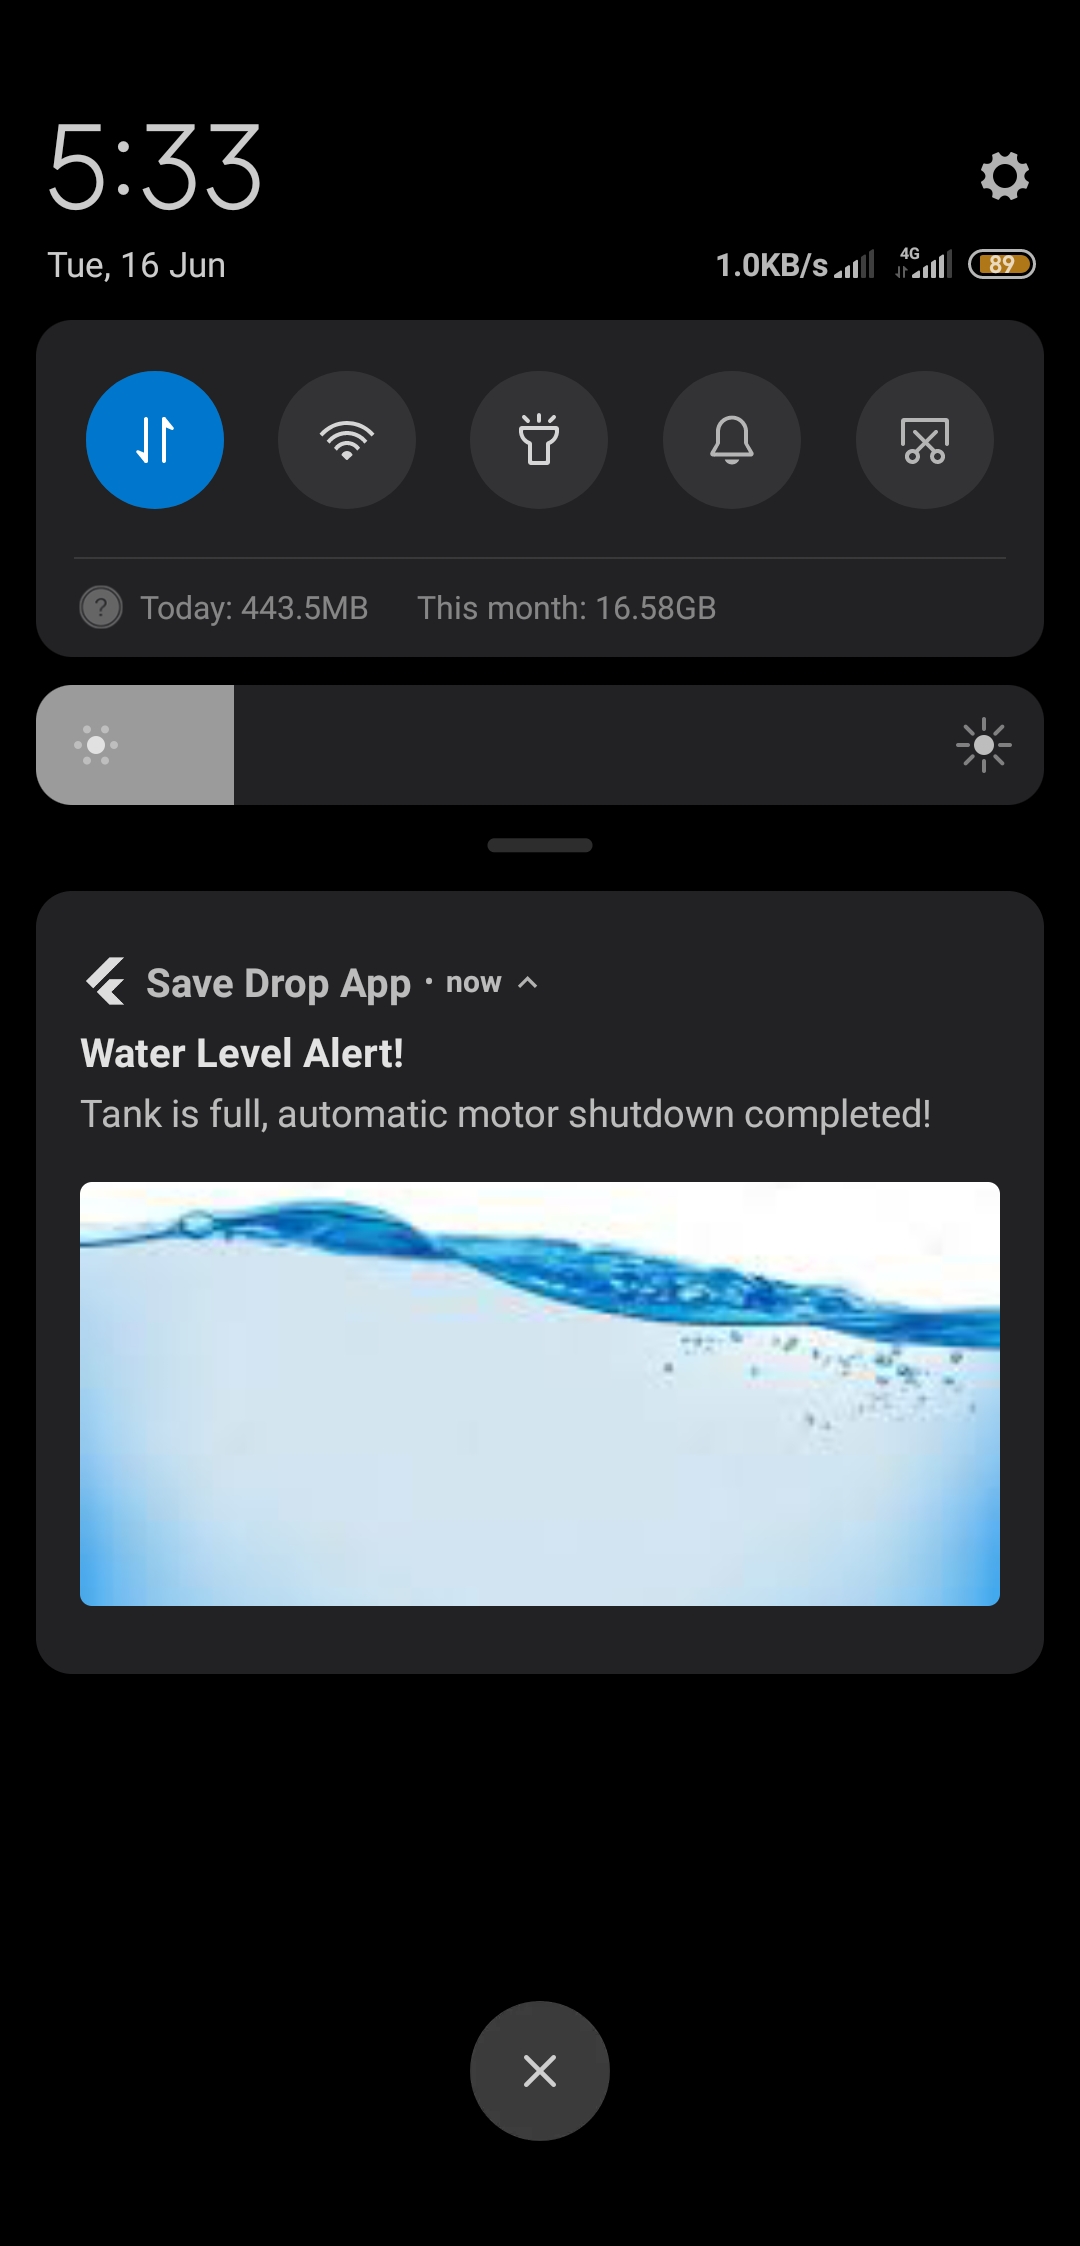 5:33
Tue, 16 Jun
1.0KB/s 4G 89
? Today: 443.5MB This month: 16.58GB
Save Drop App • now
Water Level Alert!
Tank is full, automatic motor shutdown completed!